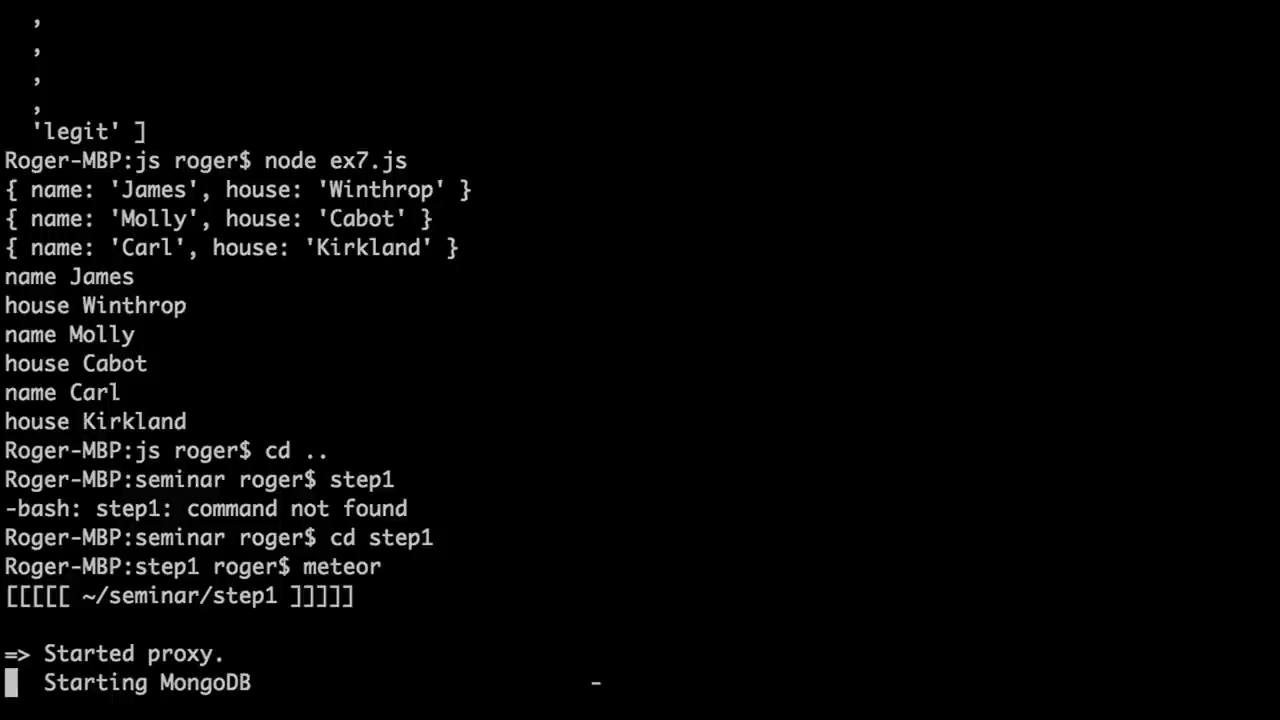 ,
,
,
,
'legit' ]
Roger-MBP:js roger$ node ex7.js
{ name: 'James', house: 'Winthrop' }
{ name: 'Molly', house: 'Cabot' }
{ name: 'Carl', house: 'Kirkland' }
name James
house Winthrop
name Molly
house Cabot
name Carl
house Kirkland
Roger-MBP:js roger$ cd ..
Roger-MBP:seminar roger$ step1
-bash: step1: command not found
Roger-MBP:seminar roger$ cd step1
Roger-MBP:step1 roger$ meteor
[[[[[ ~/seminar/step1 ]]]]]
=> Started proxy.
Starting MongoDB -